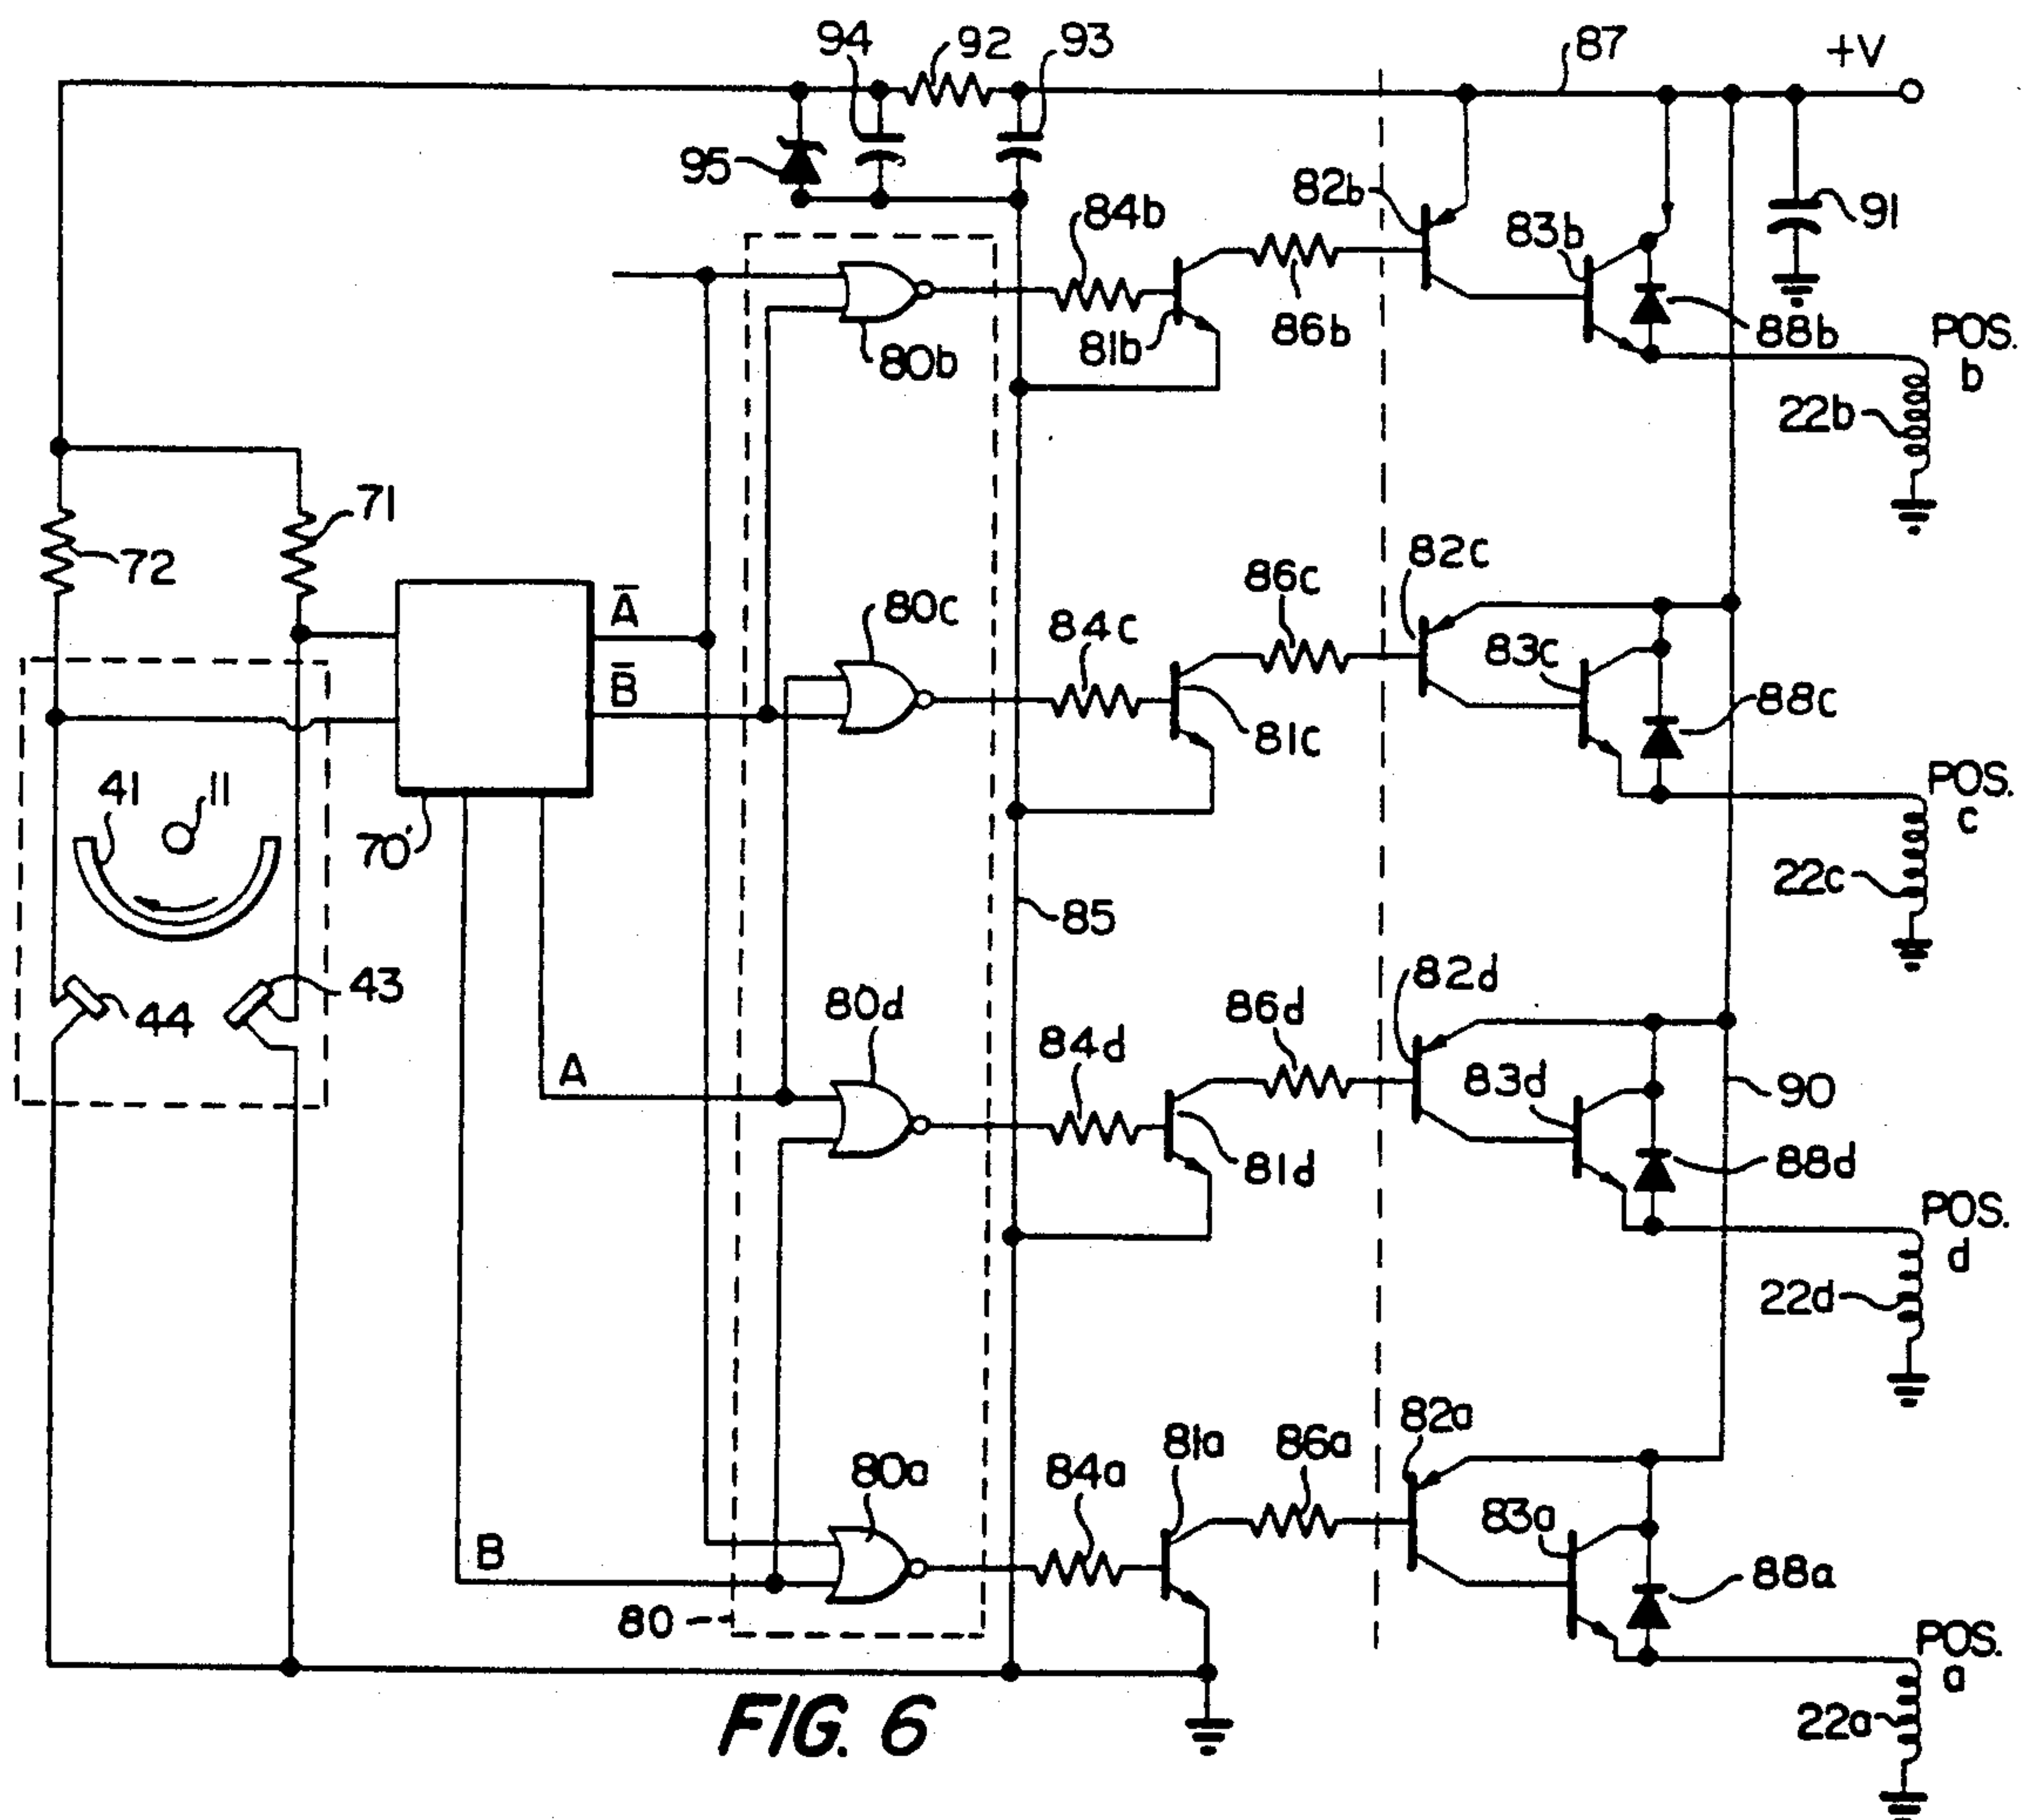 94
92
93
87
+V
95
82b
84b
83b
91
81b
86b
88b
POS.
b
80b
22b
71
72
82c
86c
80c
84c
83c
A̅
B̅
88c
81c
POS.
c
41
11
70'
22c
85
82d
44
43
80d
86d
84d
83d
90
A
81d
88d
POS.
d
22d
82a
81a
86a
80a
84a
83a
B
88a
80
POS.
a
22a
FIG. 6